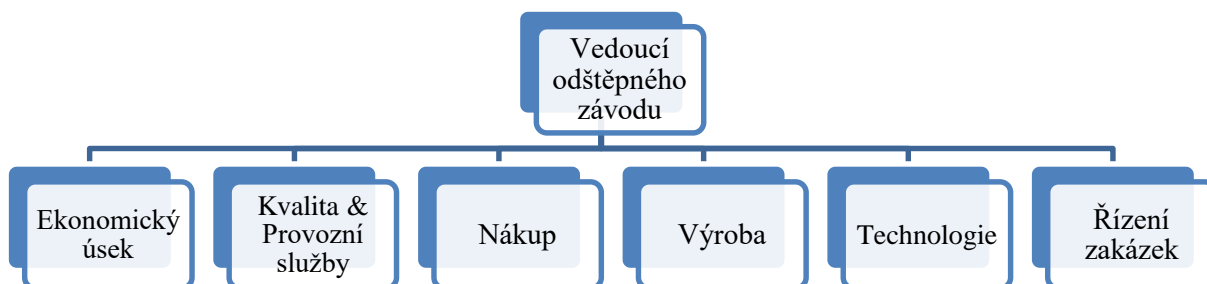 Vedoucí
odštěpného
závodu
Ekonomický
úsek
Kvalita &
Provozní
služby
Nákup
Výroba
Technologie
Řízení
zakázek